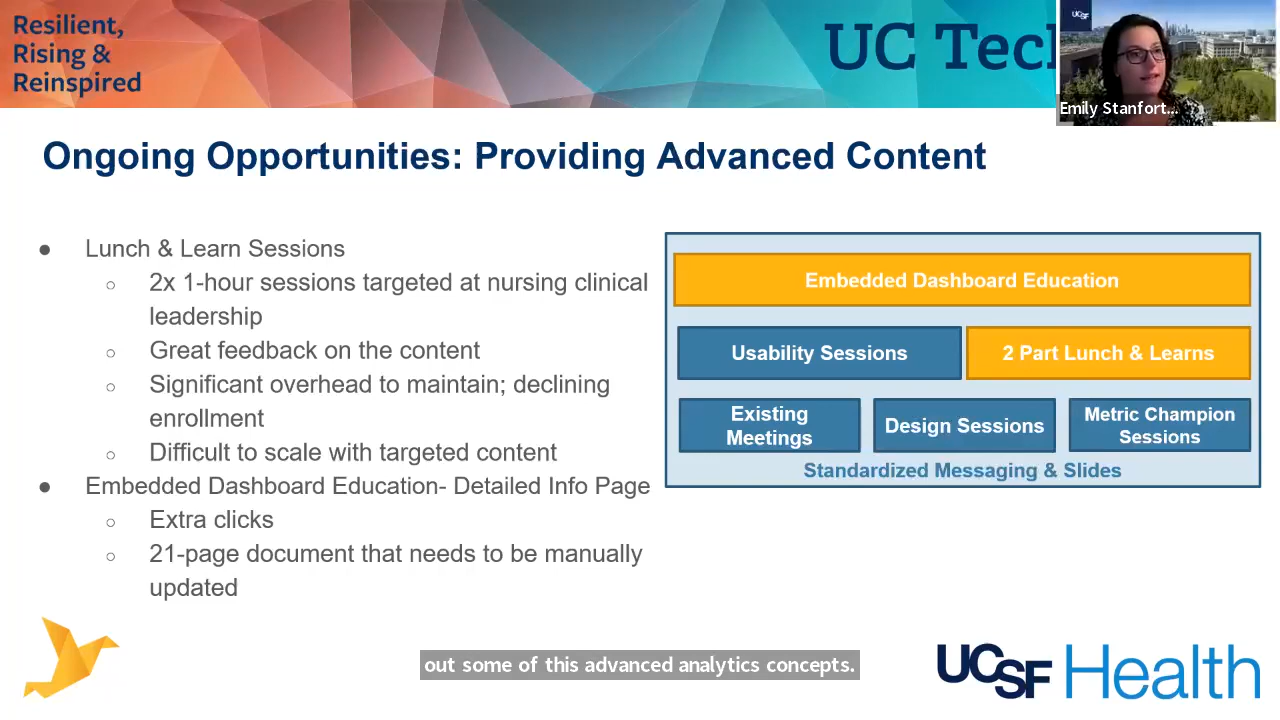 Resilient,
Rising &
Reinspired
UC Tec
UCSF
Emily Stanfort...
Ongoing Opportunities: Providing Advanced Content
● Lunch & Learn Sessions
○ 2x 1-hour sessions targeted at nursing clinical
leadership
○ Great feedback on the content
○ Significant overhead to maintain; declining
enrollment
○ Difficult to scale with targeted content
● Embedded Dashboard Education- Detailed Info Page
○ Extra clicks
○ 21-page document that needs to be manually
updated
Embedded Dashboard Education
Usability Sessions
2 Part Lunch & Learns
Existing
Meetings
Design Sessions
Metric Champion
Sessions
Standardized Messaging & Slides
out some of this advanced analytics concepts.
UCSF Health